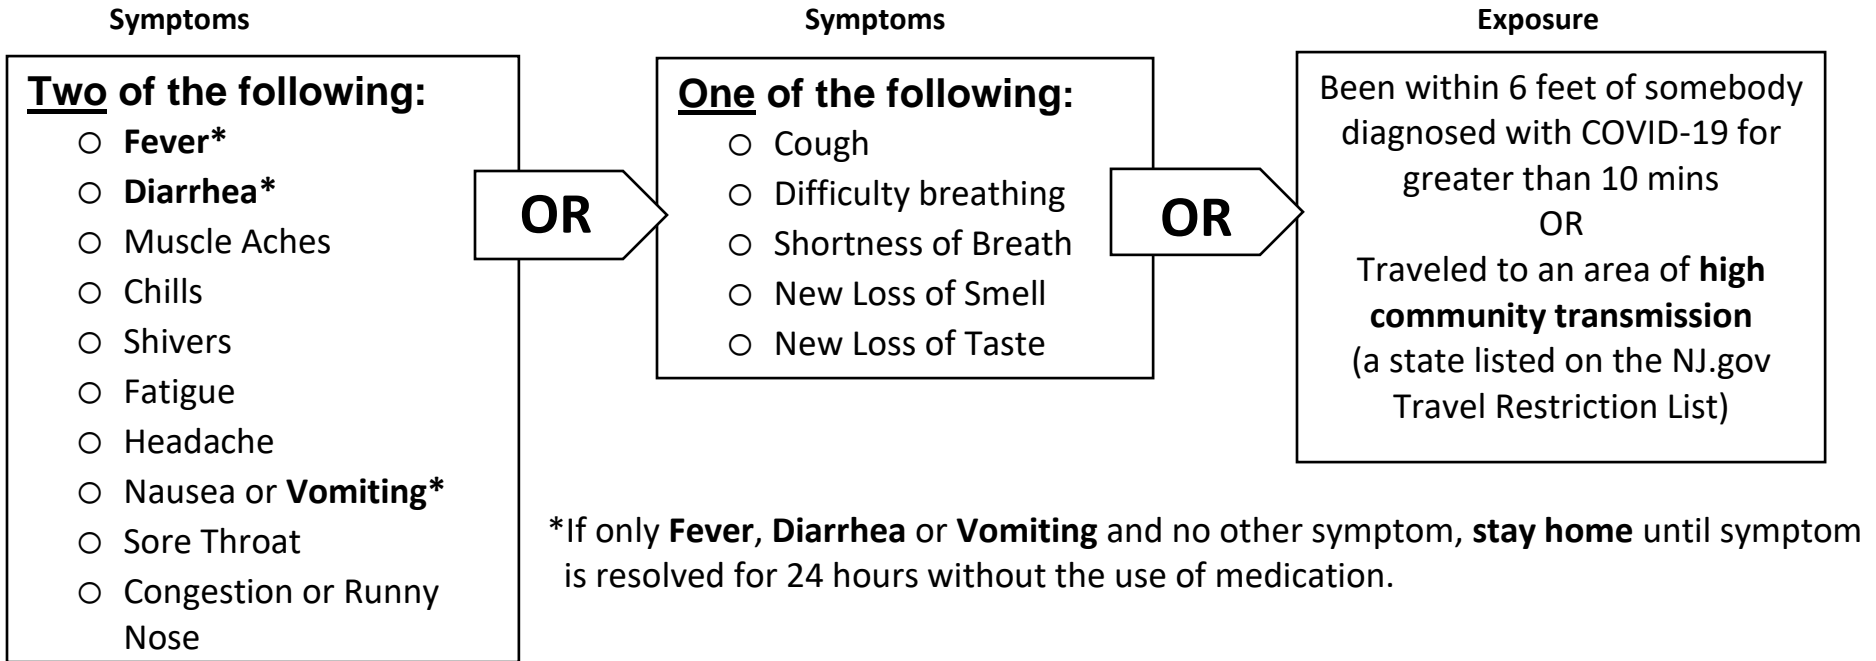 Symptoms
Two of the following:
○ Fever*
○ Diarrhea*
○ Muscle Aches
○ Chills
○ Shivers
○ Fatigue
○ Headache
○ Nausea or Vomiting*
○ Sore Throat
○ Congestion or Runny
Nose
OR
Symptoms
One of the following:
○ Cough
○ Difficulty breathing
○ Shortness of Breath
○ New Loss of Smell
○ New Loss of Taste
OR
Exposure
Been within 6 feet of somebody
diagnosed with COVID-19 for
greater than 10 mins
OR
Traveled to an area of high
community transmission
(a state listed on the NJ.gov
Travel Restriction List)
*If only Fever, Diarrhea or Vomiting and no other symptom, stay home until symptom
is resolved for 24 hours without the use of medication.